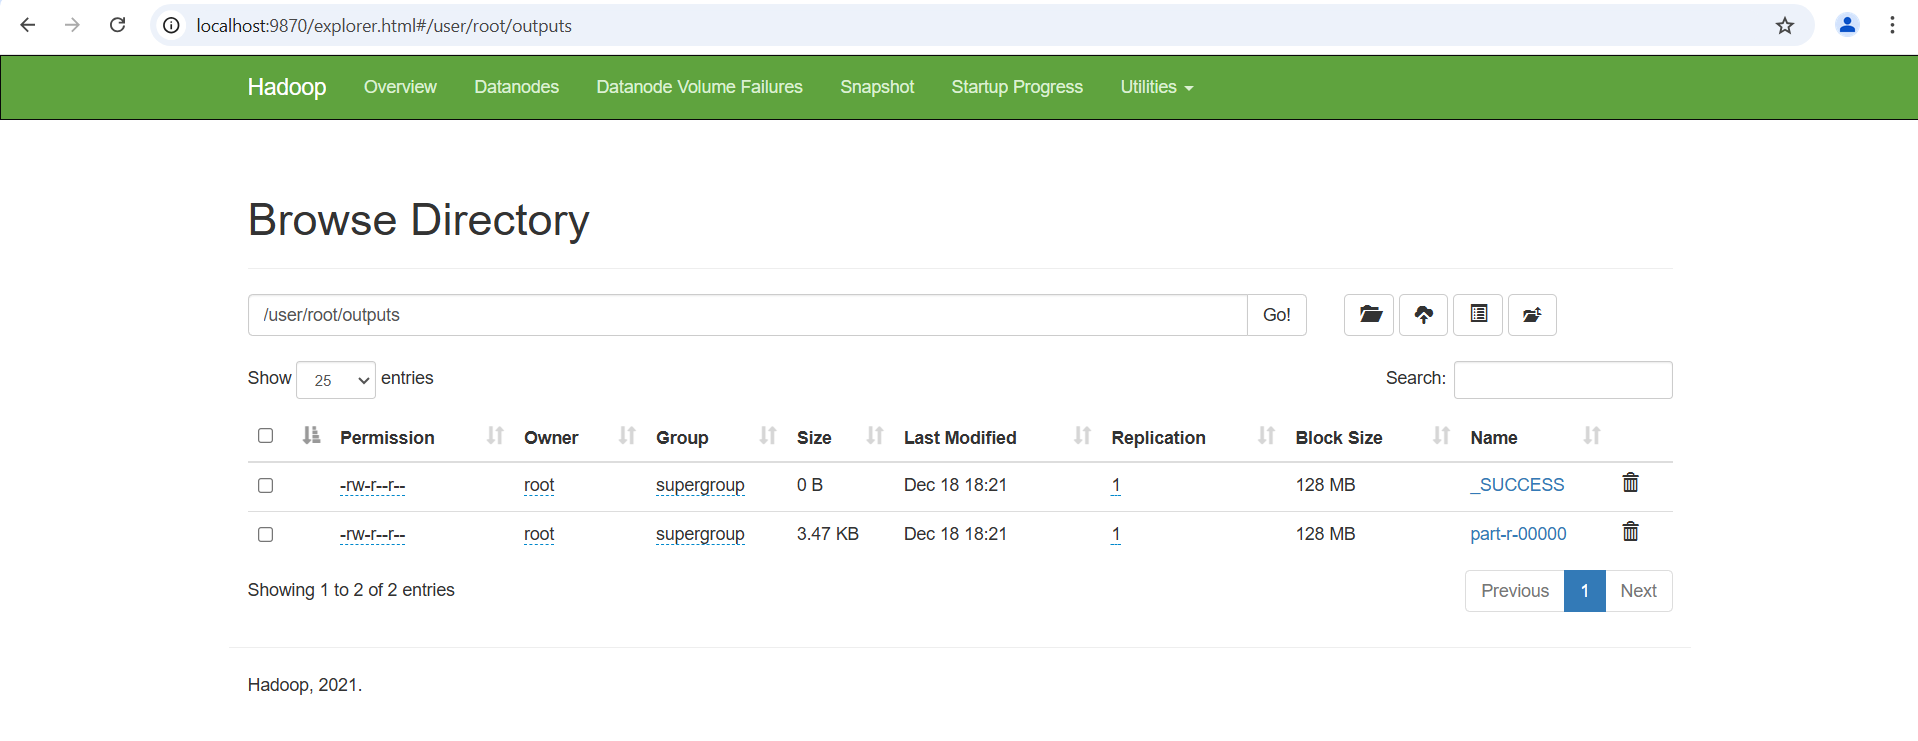 localhost:9870/explorer.html#/user/root/outputs
Hadoop Overview Datanodes Datanode Volume Failures Snapshot Startup Progress Utilities
Browse Directory
/user/root/outputs Go!
Show 25 entries Search:
Permission Owner Group Size Last Modified Replication Block Size Name
-rw-r--r-- root supergroup 0 B Dec 18 18:21 1 128 MB _SUCCESS
-rw-r--r-- root supergroup 3.47 KB Dec 18 18:21 1 128 MB part-r-00000
Showing 1 to 2 of 2 entries Previous 1 Next
Hadoop, 2021.